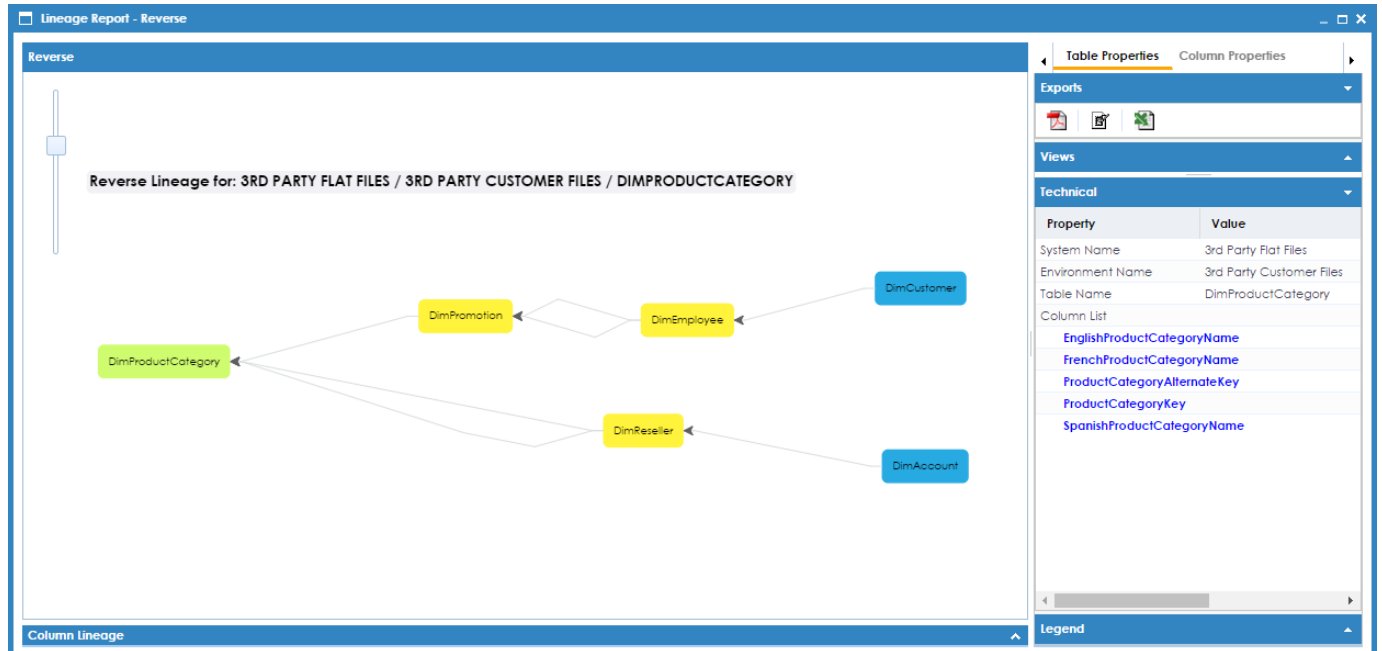 Lineage Report - Reverse
Reverse
Reverse Lineage for: 3RD PARTY FLAT FILES / 3RD PARTY CUSTOMER FILES / DIMPRODUCTCATEGORY
DimCustomer
DimPromotion
DimEmployee
DimProductCategory
DimReseller
DimAccount
Column Lineage
Table Properties Column Properties
Exports
Views
Technical
Property Value
System Name 3rd Party Flat Files
Environment Name 3rd Party Customer Files
Table Name DimProductCategory
Column List
EnglishProductCategoryName
FrenchProductCategoryName
ProductCategoryAlternateKey
ProductCategoryKey
SpanishProductCategoryName
Legend